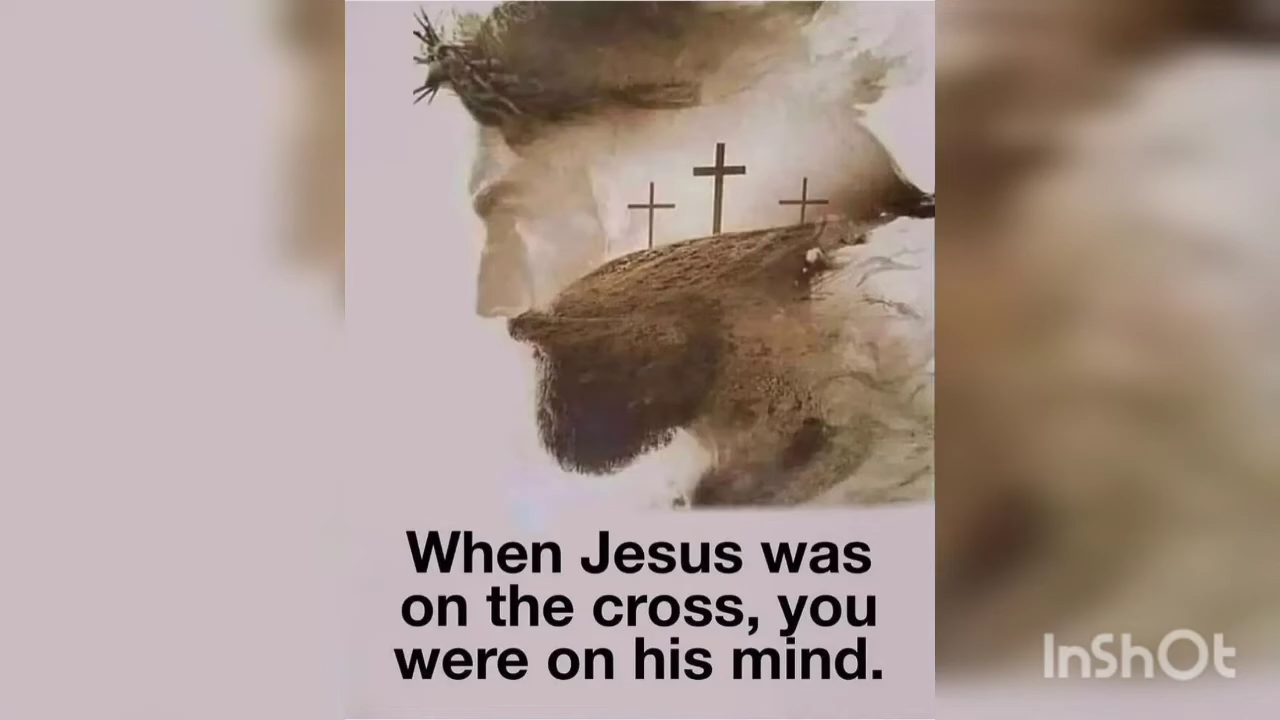 When Jesus was
on the cross, you
were on his mind.
InShOt